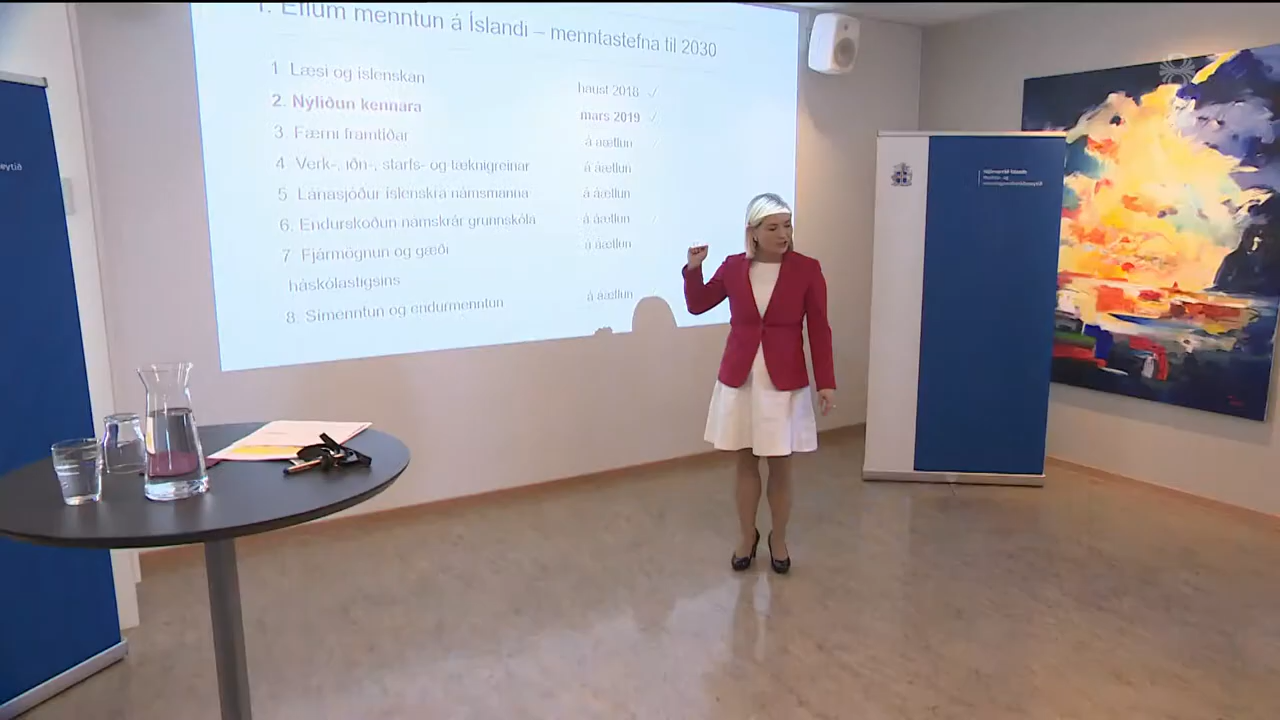 1. Eflum menntun á Íslandi – menntastefna til 2030
1 Læsi og íslenskan haust 2018 ✓
2. Nýliðun kennara mars 2019 ✓
3 Færni framtíðar á áætlun
4 Verk-, iðn-, starfs- og tæknigreinar á áætlun
5 Lánasjóður íslenskra námsmanna á áætlun
6. Endurskoðun námskrár grunnskóla á áætlun
7 Fjármögnun og gæði á áætlun
háskólastigsins
8. Símenntun og endurmenntun á áætlun